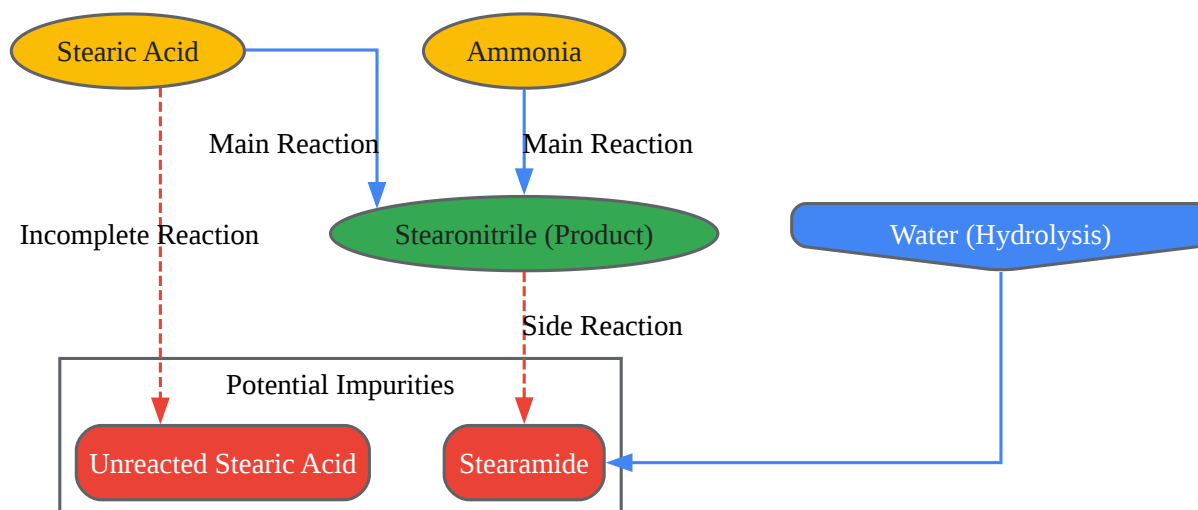 Stearic Acid
Ammonia
Main Reaction
Main Reaction
Incomplete Reaction
Stearonitrile (Product)
Water (Hydrolysis)
Side Reaction
Potential Impurities
Unreacted Stearic Acid
Stearamide